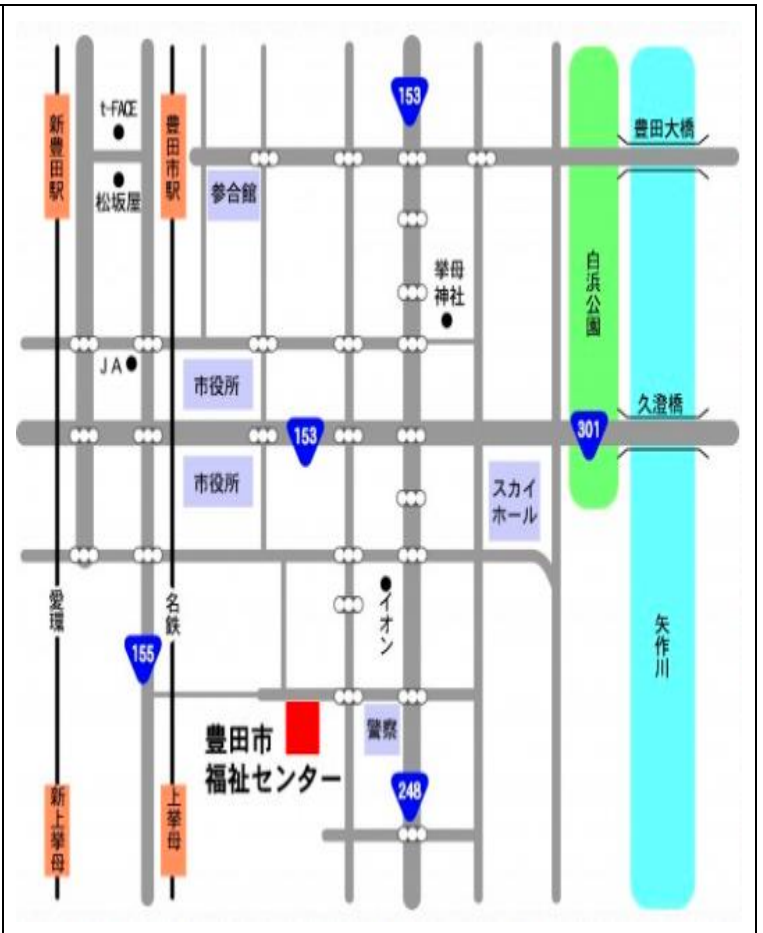 153
t-FACE
新豊田駅
豊田市駅
豊田大橋
松坂屋
参合館
挙母
神社
白浜公園
JA
市役所
久澄橋
153
301
市役所
スカイ
ホール
イオン
愛環
名鉄
矢作川
155
警察
豊田市
福祉センター
248
新上挙母
上挙母